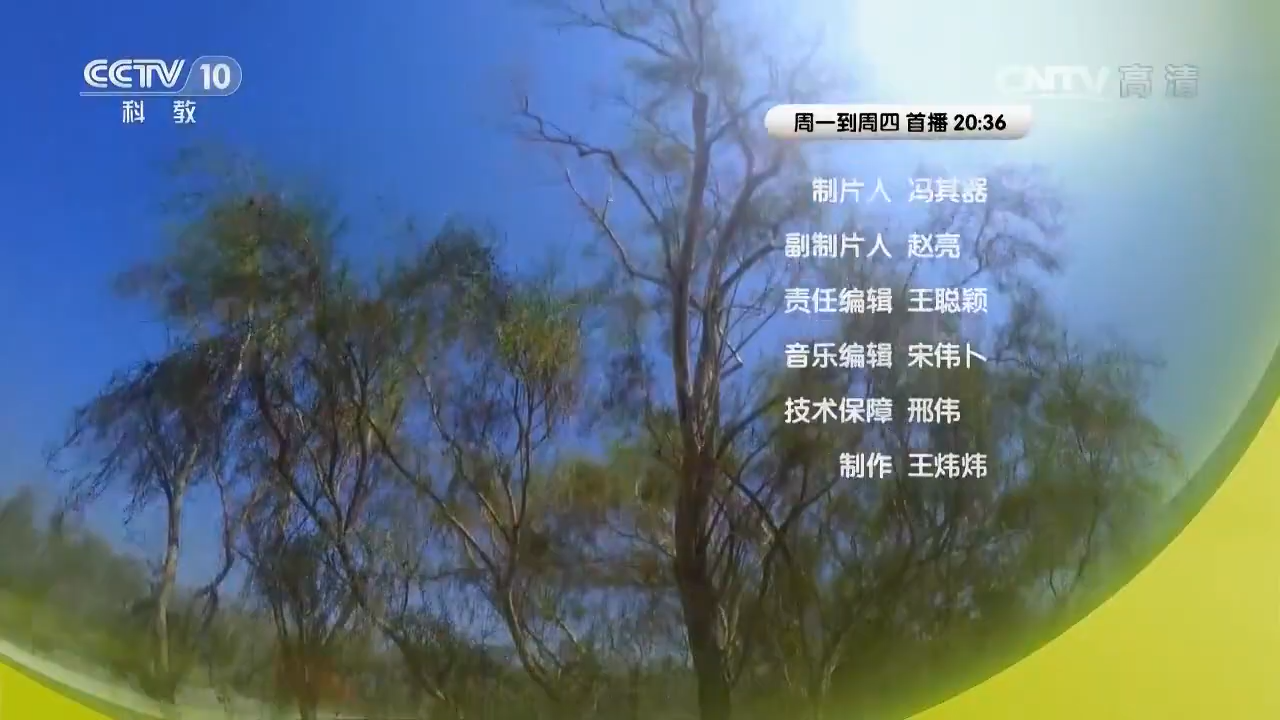 CCTV 10
科教
CNTV 高清
周一到周四 首播 20:36
制片人 冯其器
副制片人 赵亮
责任编辑 王聪颖
音乐编辑 宋伟卜
技术保障 邢伟
制作 王炜炜